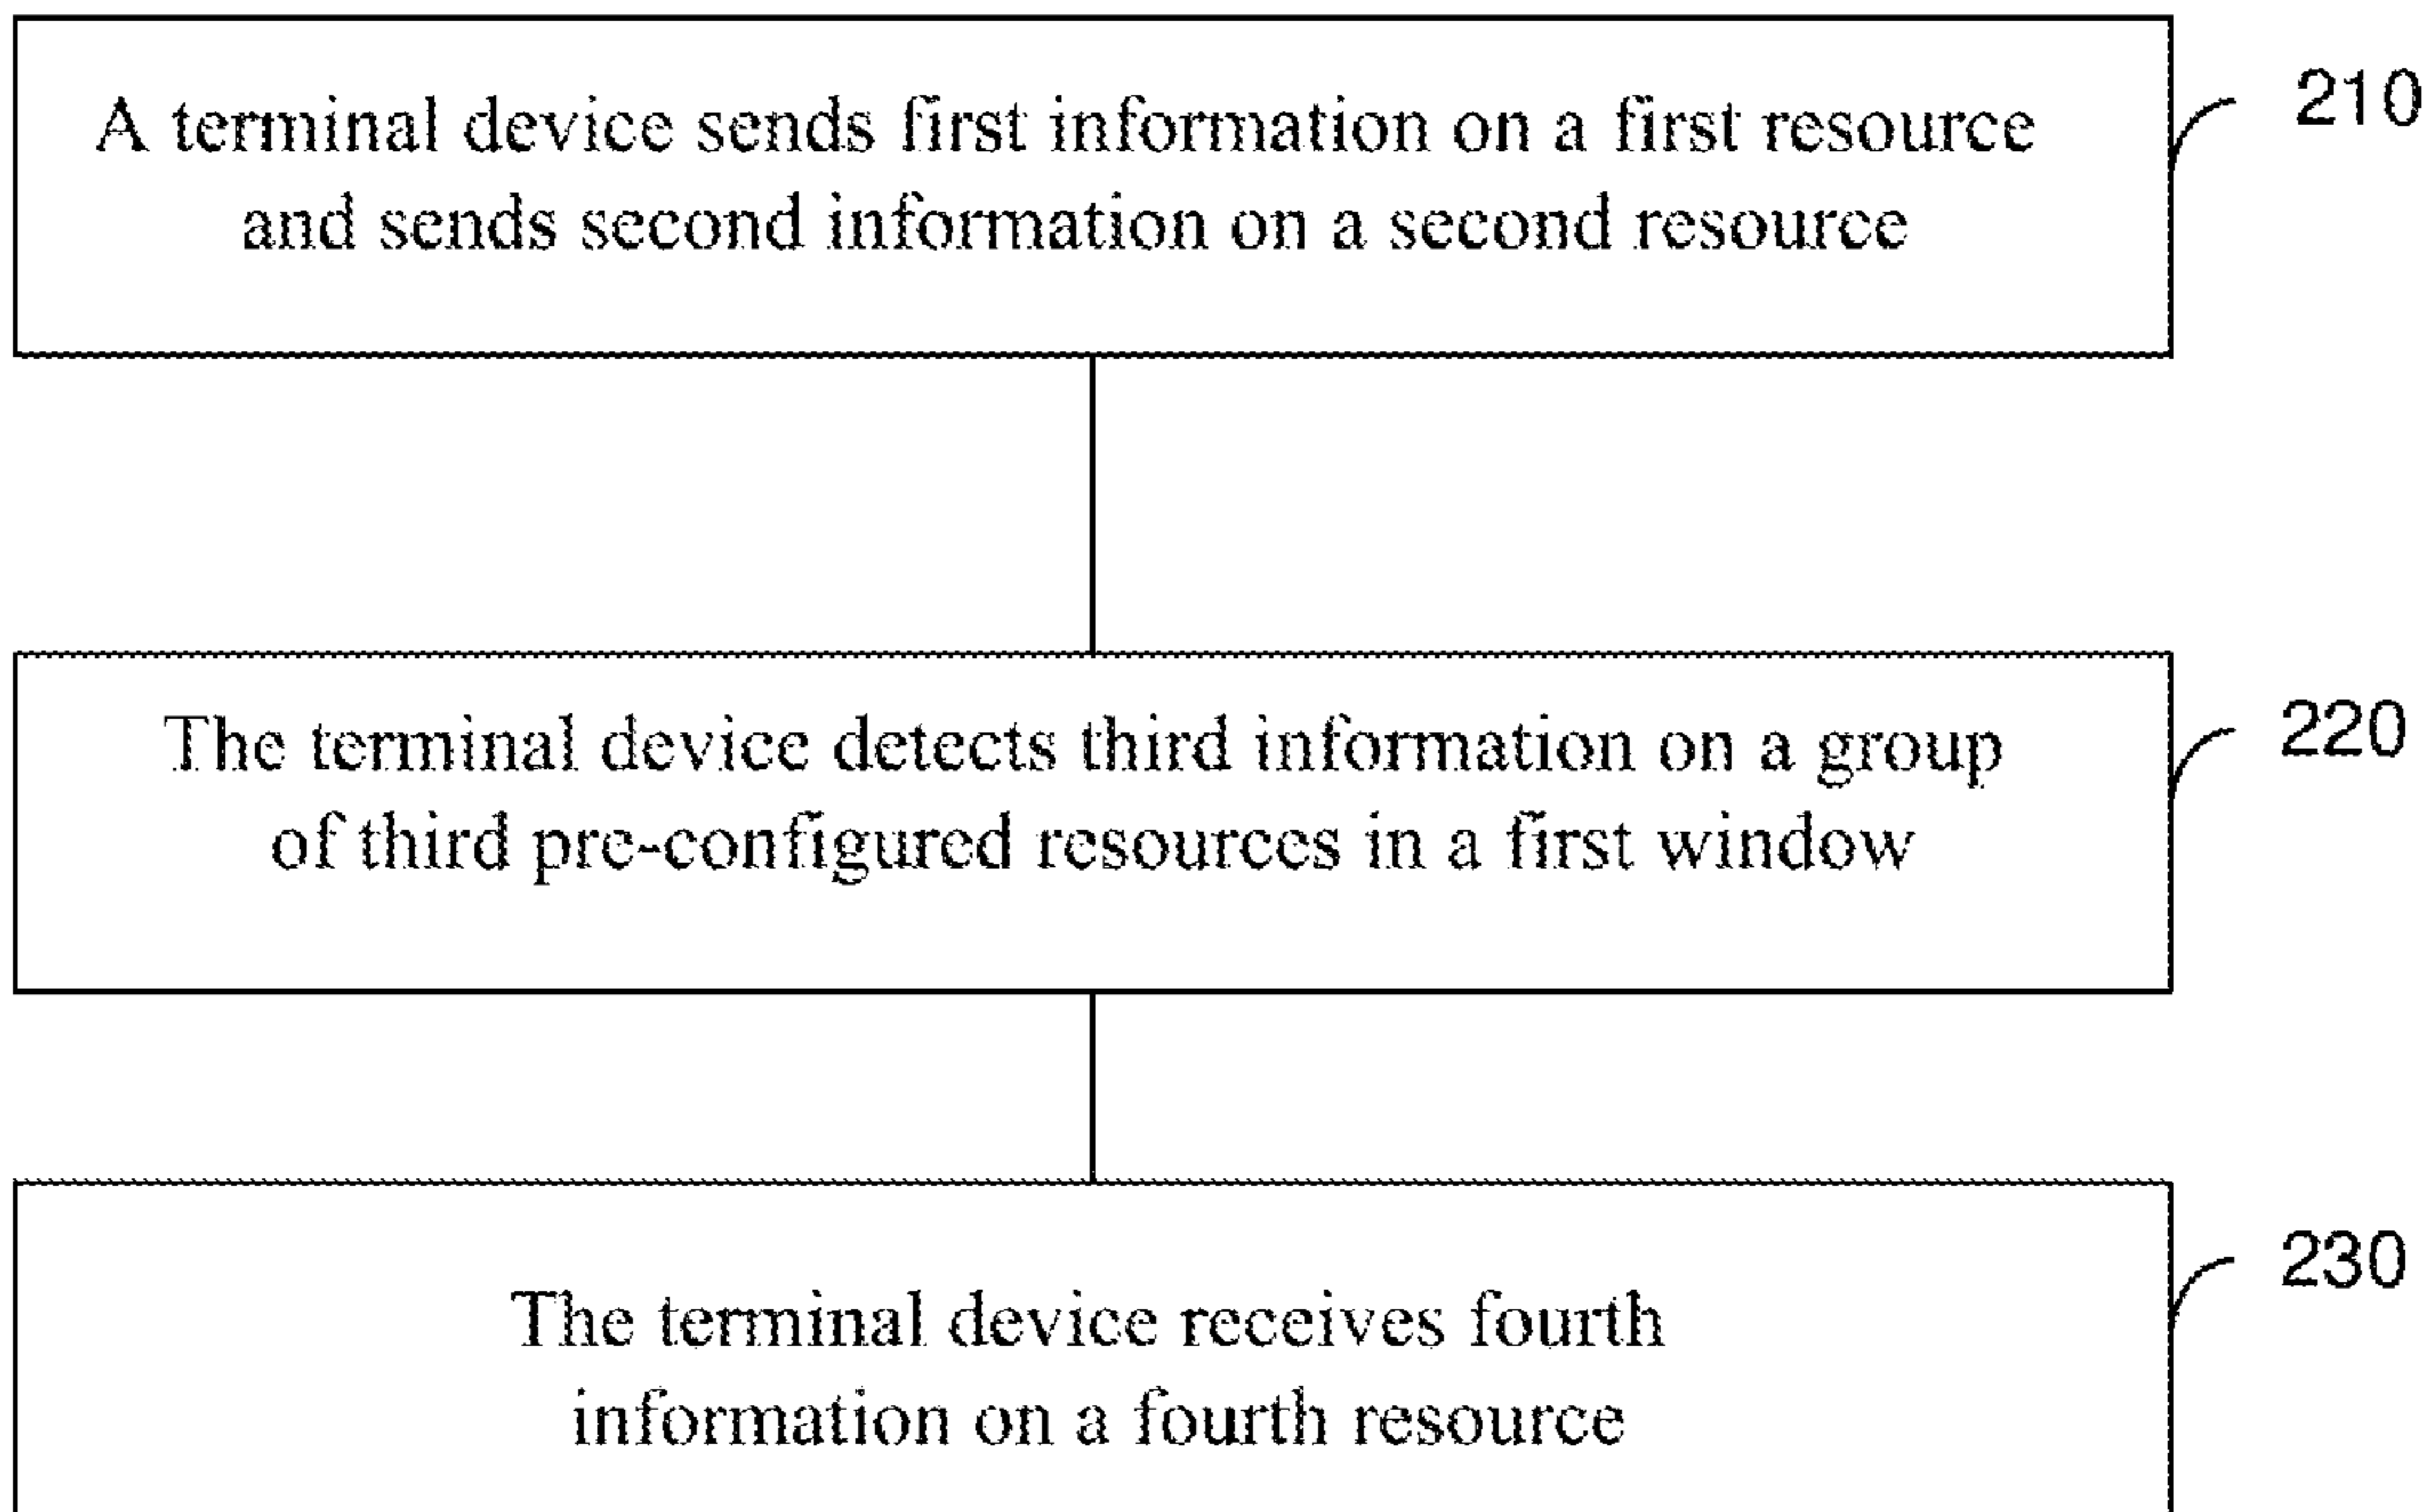 A terminal device sends first information on a first resource
and sends second information on a second resource
210
The terminal device detects third information on a group
of third pre-configured resources in a first window
220
The terminal device receives fourth
information on a fourth resource
230